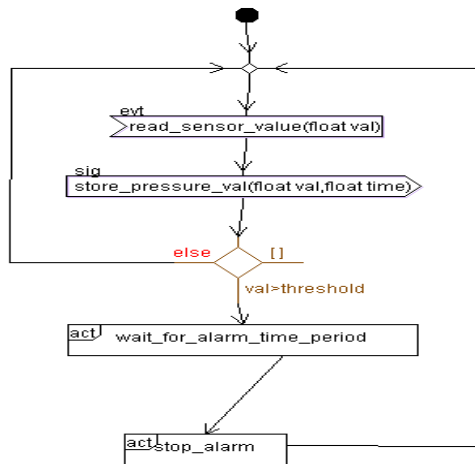 evt
read_sensor_value(float val)
sig
store_pressure_val(float val,float time)
else
[]
val>threshold
act
wait_for_alarm_time_period
act
stop_alarm